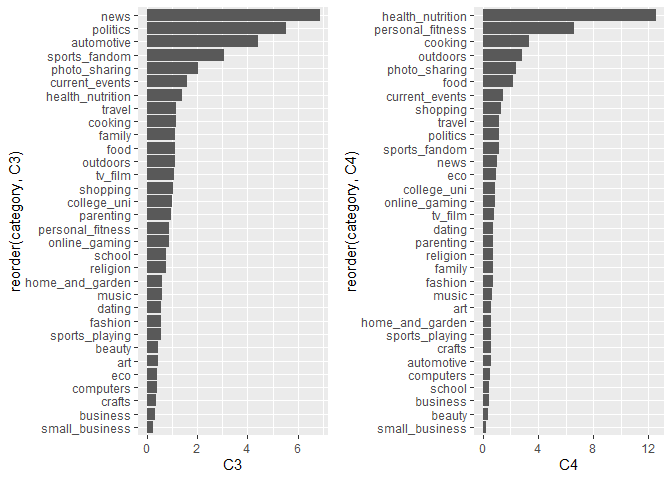 reorder(category, C3)
news
politics
automotive
sports_fandom
photo_sharing
current_events
health_nutrition
travel
cooking
family
food
outdoors
tv_film
shopping
college_uni
parenting
personal_fitness
online_gaming
school
religion
home_and_garden
music
dating
fashion
sports_playing
beauty
art
eco
computers
crafts
business
small_business
0 2 4 6
C3
reorder(category, C4)
health_nutrition
personal_fitness
cooking
outdoors
photo_sharing
food
current_events
shopping
travel
politics
sports_fandom
news
eco
college_uni
online_gaming
tv_film
dating
parenting
religion
family
fashion
music
art
home_and_garden
sports_playing
crafts
automotive
computers
school
business
beauty
small_business
0 4 8 12
C4